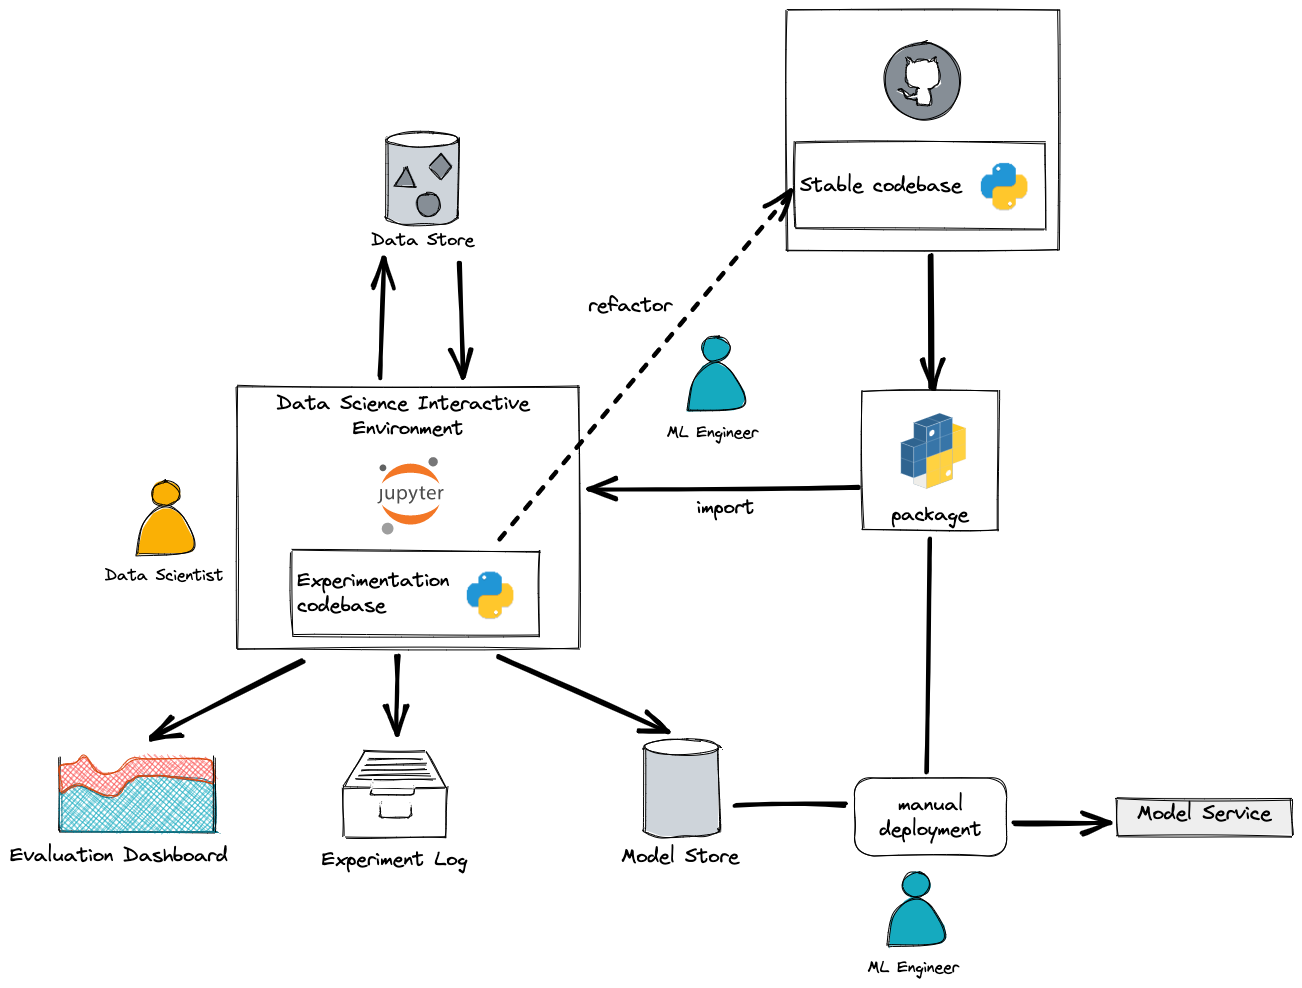 Stable codebase
Data Store
refactor
ML Engineer
Data Science Interactive
Environment
jupyter
import
package
Data Scientist
Experimentation
codebase
manual
deployment
Model Service
Evaluation Dashboard
Experiment Log
Model Store
ML Engineer